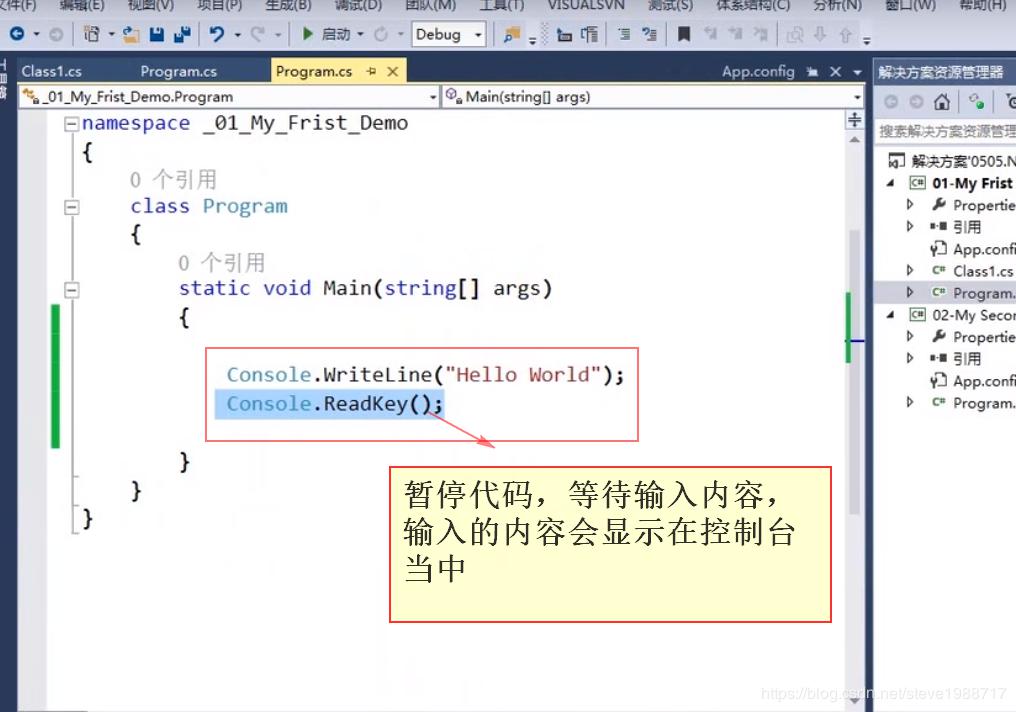 文件(F) 编辑(E) 视图(V) 项目(P) 生成(B) 调试(D) 团队(M) 工具(T) VISUALSVN 测试(S) 体系结构(C) 分析(N) 窗口(W) 帮助(H)
启动 Debug
Class1.cs Program.cs Program.cs App.config
_01_My_Frist_Demo.Program Main(string[] args)
namespace _01_My_Frist_Demo
{
0 个引用
class Program
{
0 个引用
static void Main(string[] args)
{
Console.WriteLine("Hello World");
Console.ReadKey();
}
}
}
暂停代码，等待输入内容，
输入的内容会显示在控制台
当中
解决方案资源管理器
搜索解决方案资源管理
解决方案'0505.N
01-My Frist
Propertie
引用
App.confi
Class1.cs
Program.
02-My Secon
Propertie
引用
App.confi
Program.
https://blog.csdn.net/steve1988717